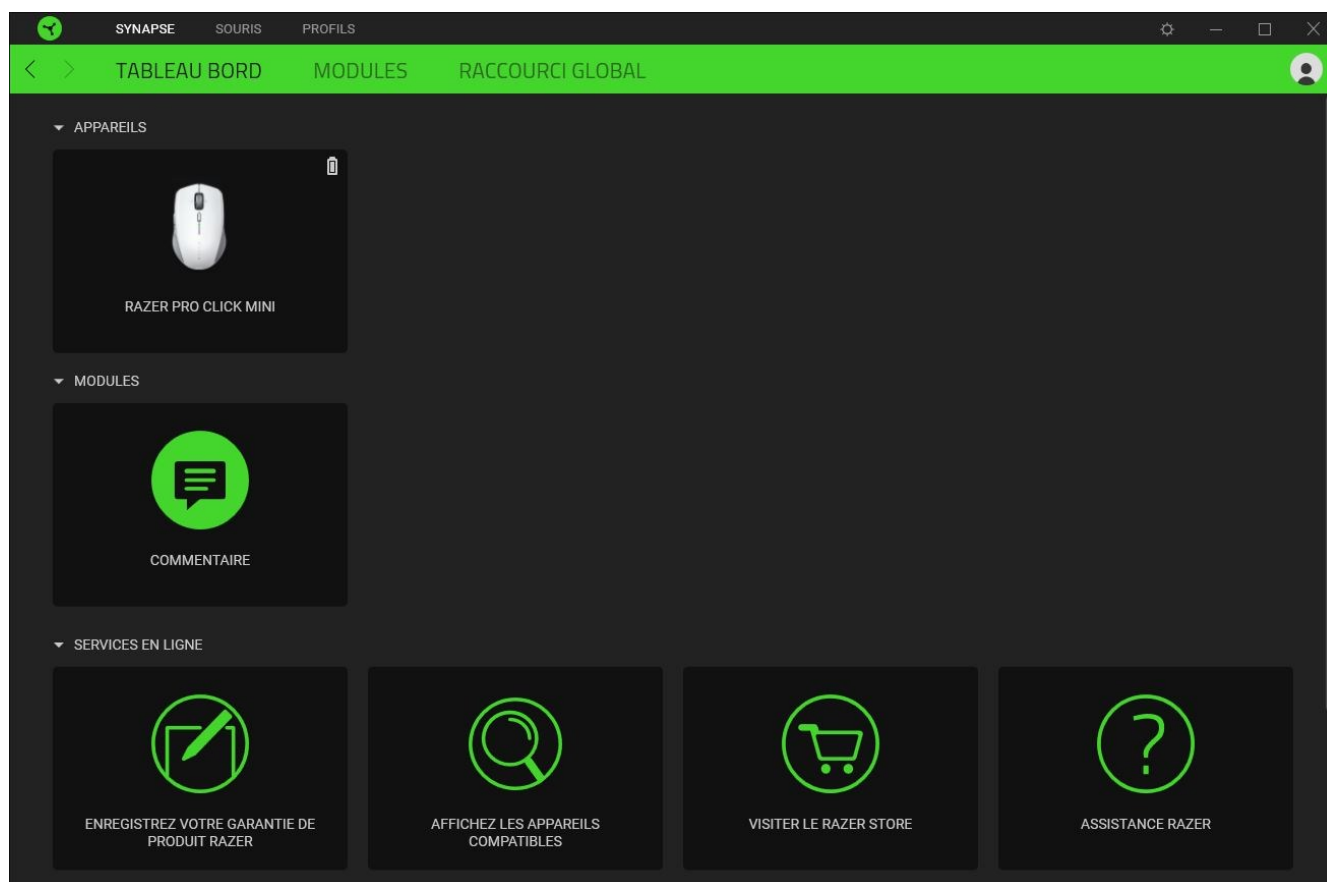 SYNAPSE SOURIS PROFILS
TABLEAU BORD MODULES RACCOURCI GLOBAL
APPAREILS
RAZER PRO CLICK MINI
MODULES
COMMENTAIRE
SERVICES EN LIGNE
ENREGISTREZ VOTRE GARANTIE DE
PRODUIT RAZER
AFFICHEZ LES APPAREILS
COMPATIBLES
VISITER LE RAZER STORE
ASSISTANCE RAZER